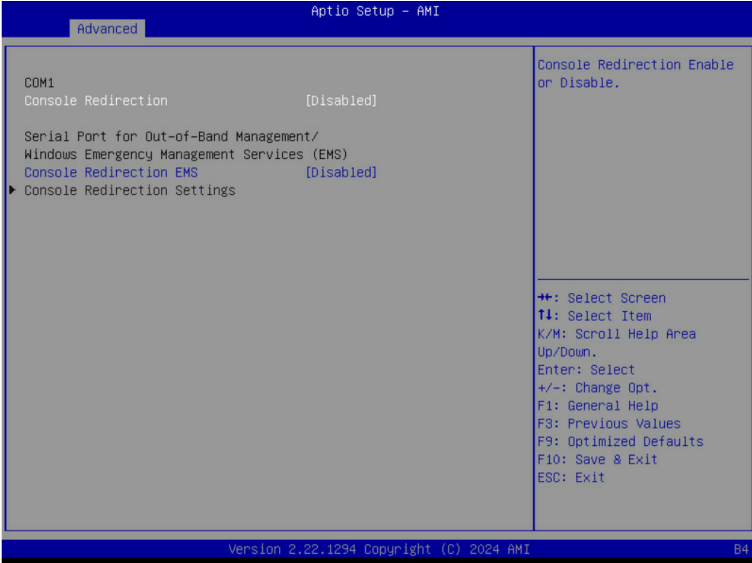 Aptio Setup – AMI
Advanced
COM1
Console Redirection [Disabled]
Serial Port for Out-of-Band Management/
Windows Emergency Management Services (EMS)
Console Redirection EMS [Disabled]
Console Redirection Settings
Console Redirection Enable
or Disable.
→←: Select Screen
↑↓: Select Item
K/M: Scroll Help Area
Up/Down.
Enter: Select
+/-: Change Opt.
F1: General Help
F3: Previous Values
F9: Optimized Defaults
F10: Save & Exit
ESC: Exit
Version 2.22.1294 Copyright (C) 2024 AMI
B4